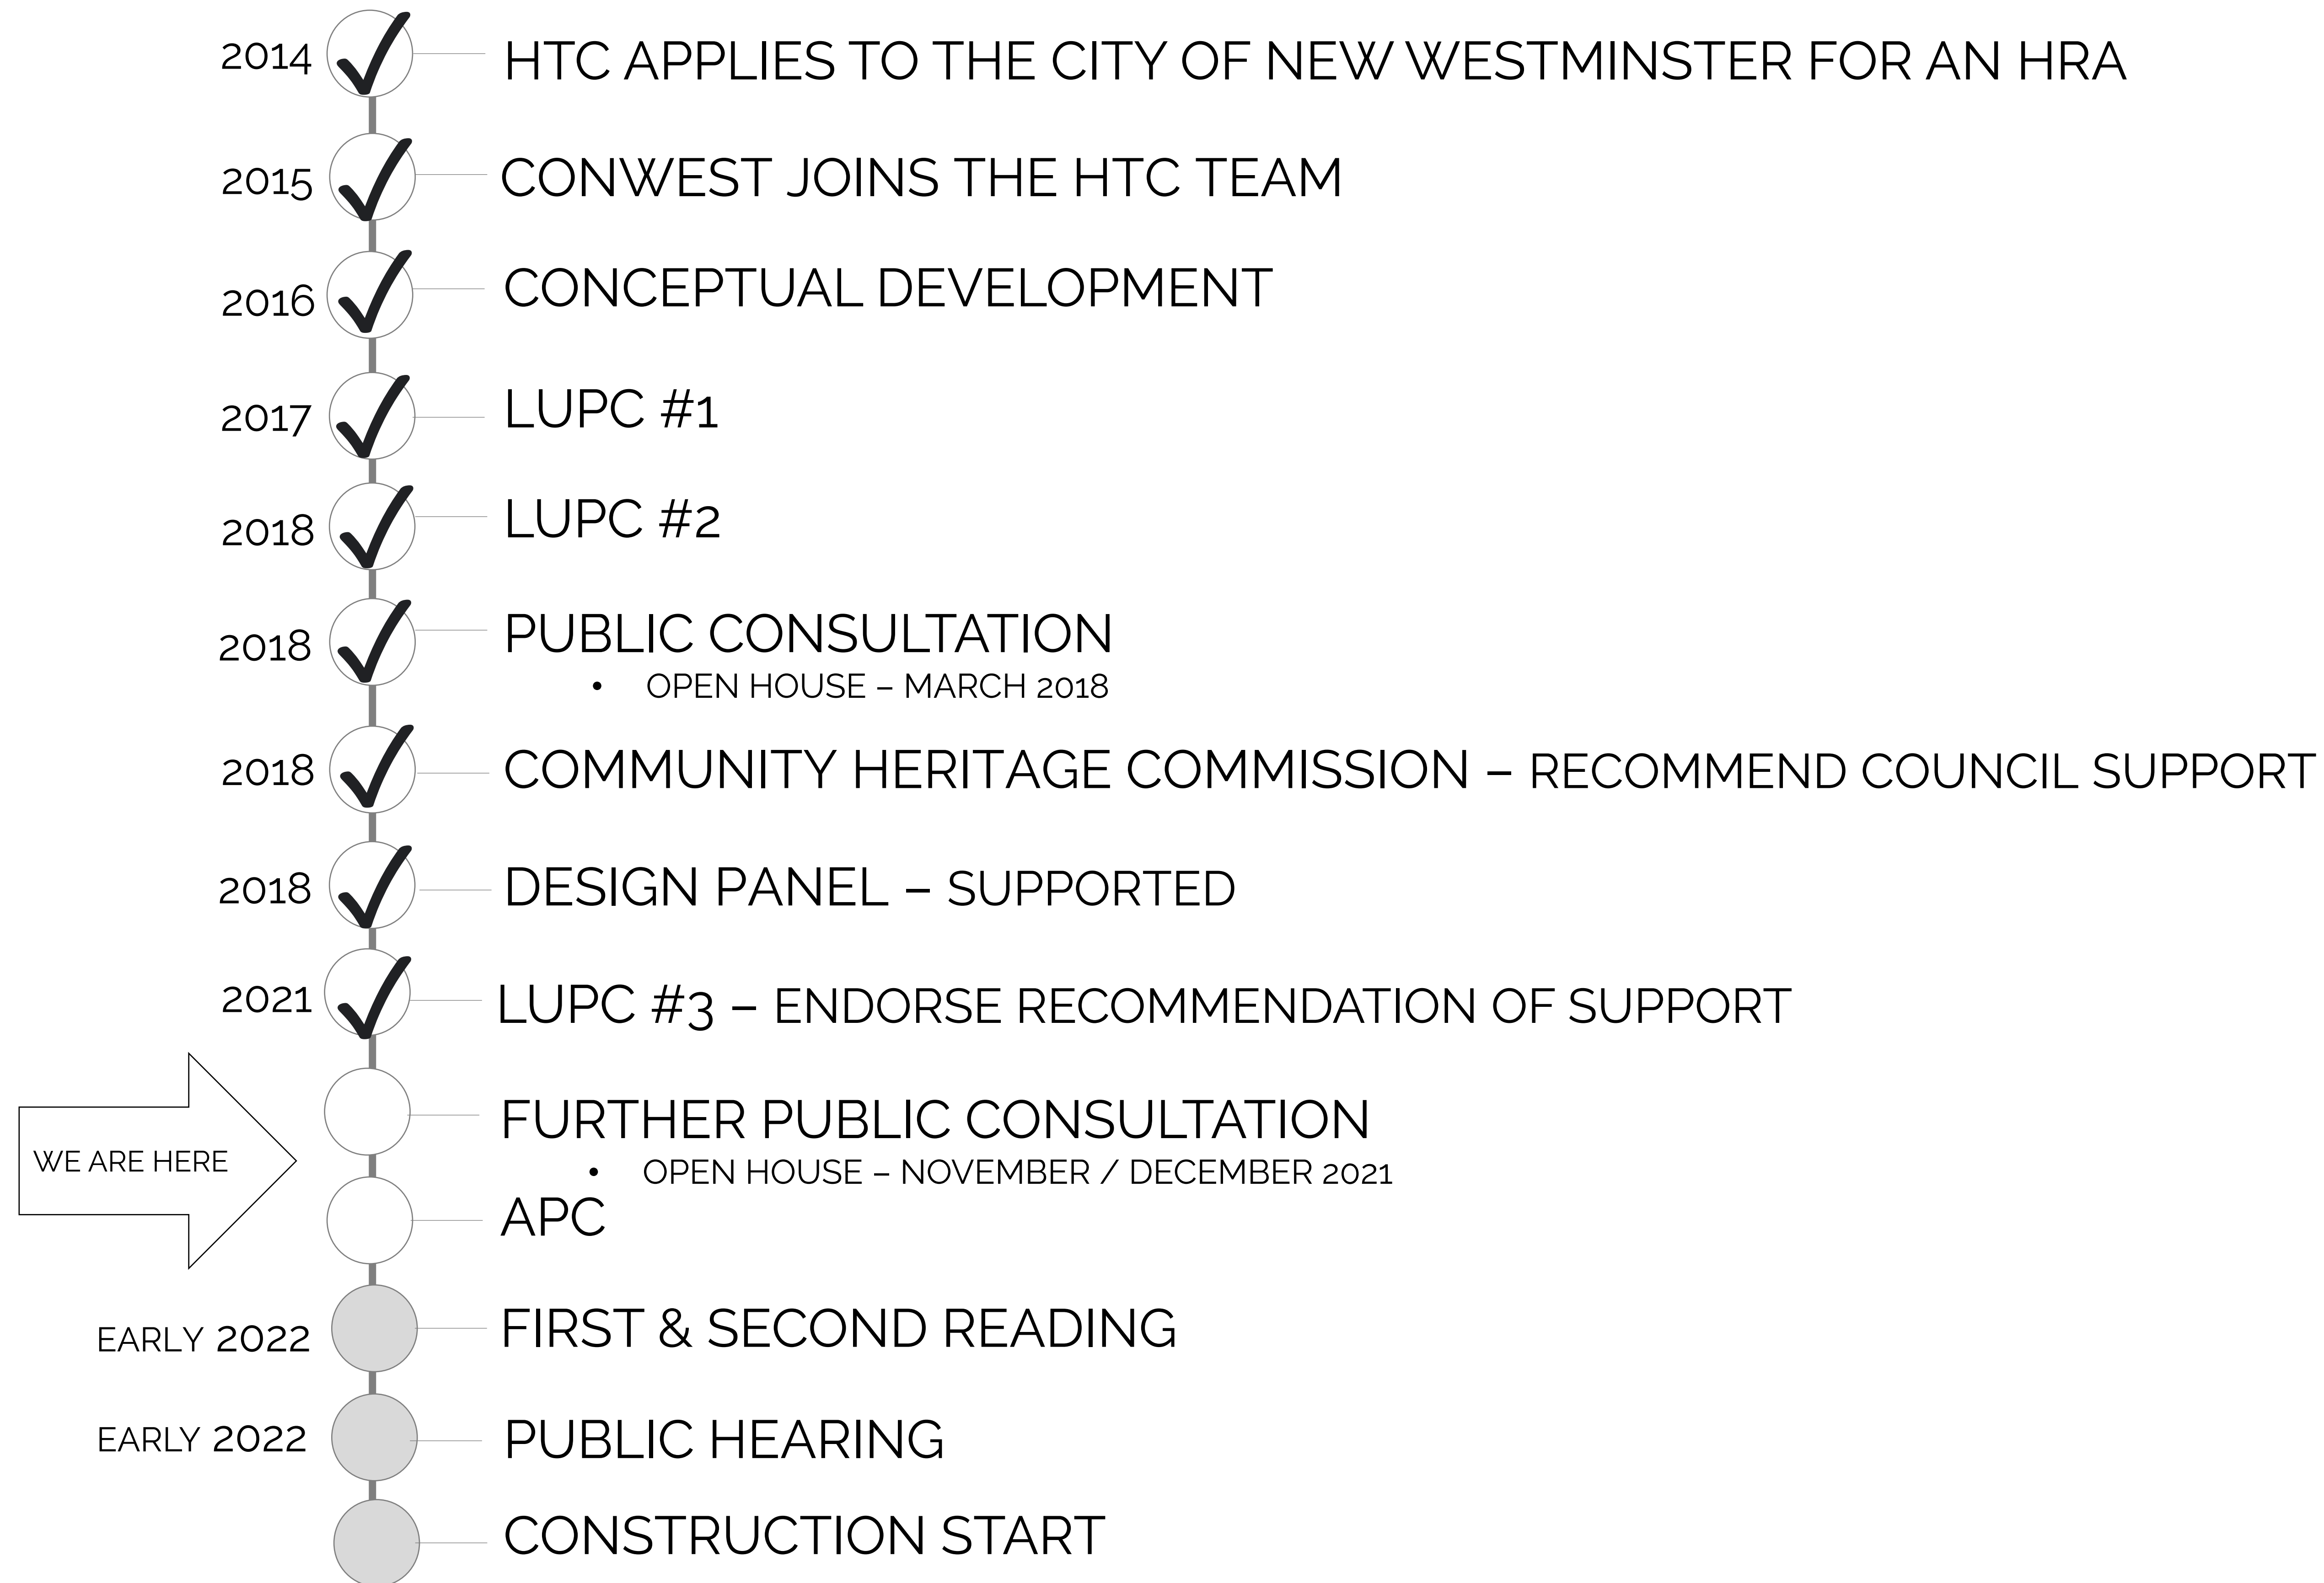 2014 HTC APPLIES TO THE CITY OF NEW WESTMINSTER FOR AN HRA
2015 CONWEST JOINS THE HTC TEAM
2016 CONCEPTUAL DEVELOPMENT
2017 LUPC #1
2018 LUPC #2
2018 PUBLIC CONSULTATION
• OPEN HOUSE – MARCH 2018
2018 COMMUNITY HERITAGE COMMISSION – RECOMMEND COUNCIL SUPPORT
2018 DESIGN PANEL – SUPPORTED
2021 LUPC #3 – ENDORSE RECOMMENDATION OF SUPPORT
FURTHER PUBLIC CONSULTATION
WE ARE HERE
• OPEN HOUSE – NOVEMBER / DECEMBER 2021
APC
EARLY 2022 FIRST & SECOND READING
EARLY 2022 PUBLIC HEARING
CONSTRUCTION START